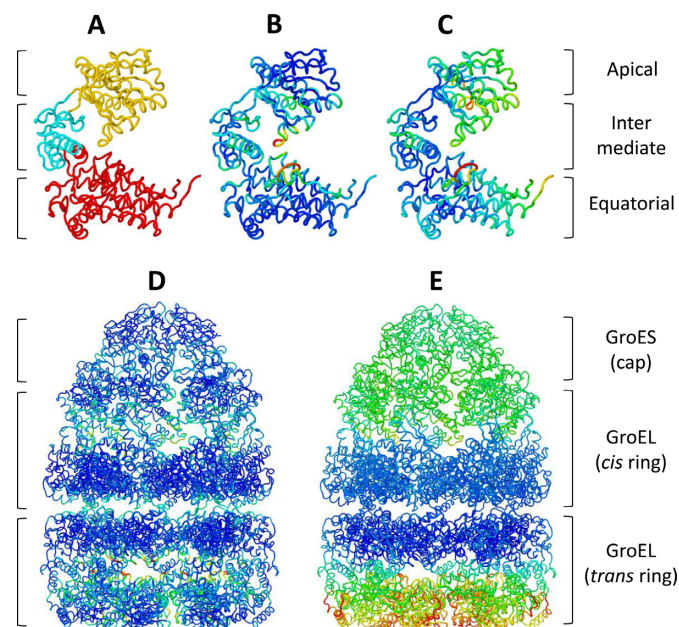 A B C
Apical
Inter
mediate
Equatorial
D E
GroES
(cap)
GroEL
(cis ring)
GroEL
(trans ring)